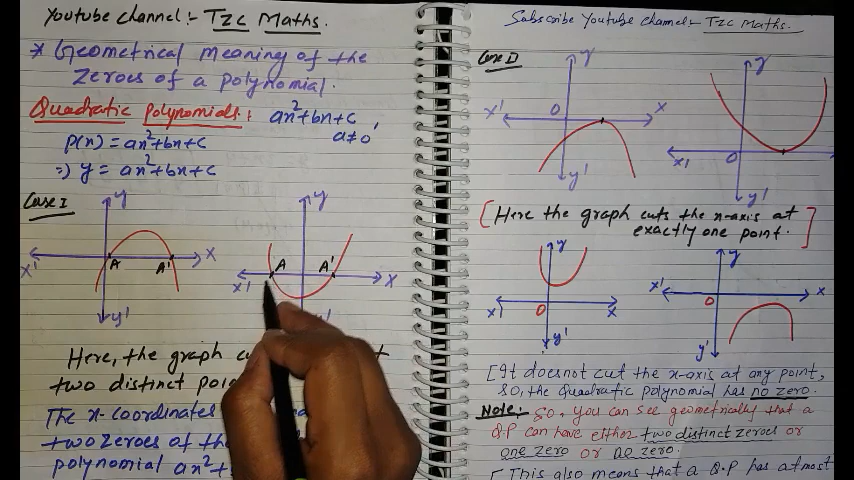 Youtube channel:- Tzc Maths.
* Geometrical meaning of the
Zeroes of a polynomial.
Quadratic Polynomials: ax²+bx+c
a≠0
p(x) = ax²+bx+c
=> y = ax²+bx+c
Case I
y
X' A A' X
y'
y
A A'
X' X
y'
Here, the graph
two distinct
The x-coordinates
two zeroes of the
polynomial ax²+
Subscribe Youtube channel:- Tzc Maths.
Case II
y
X' O X
y'
y
X' O
y'
[Here the graph cuts the x-axis at
exactly one point.]
y
O
X' X
y'
y
X' O X
y'
[It doesnot cut the x-axis at any point,
so, the quadratic polynomial has no zero.
Note: So, you can see geometrically that a
Q.P can have either two distinct zeroes or
one zero or no zero.
[This also means that a Q.P has atmost